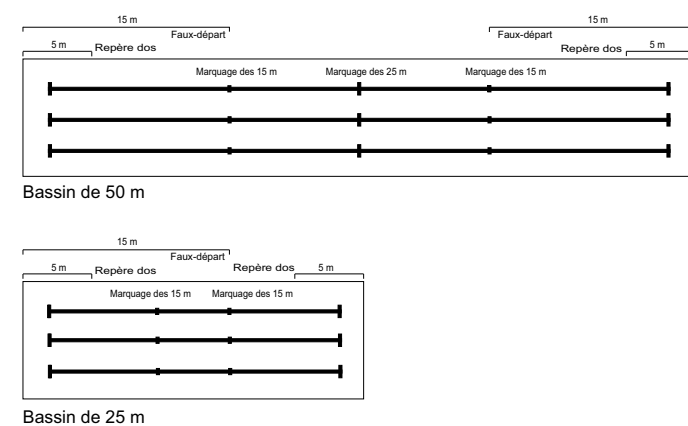 15 m 15 m
Faux-départ Faux-départ
5 m Repère dos Repère dos 5 m
Marquage des 15 m Marquage des 25 m Marquage des 15 m
Bassin de 50 m
15 m
Faux-départ
5 m Repère dos Repère dos 5 m
Marquage des 15 m Marquage des 15 m
Bassin de 25 m